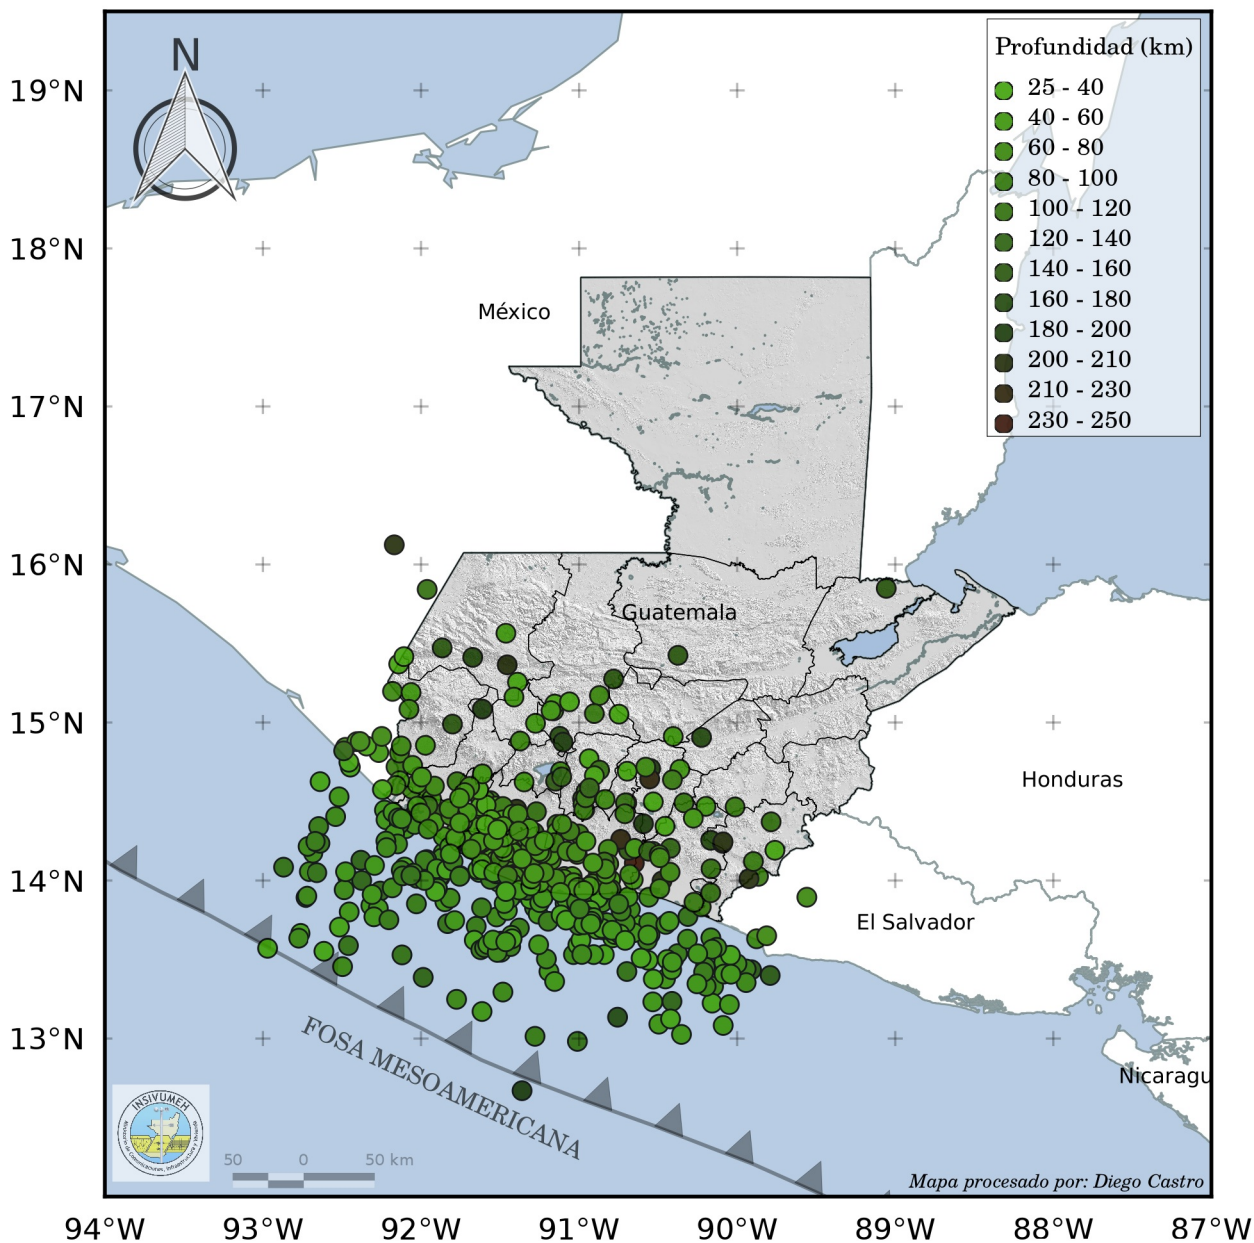 N
Profundidad (km)
25 - 40
40 - 60
60 - 80
80 - 100
100 - 120
120 - 140
140 - 160
160 - 180
180 - 200
200 - 210
210 - 230
230 - 250
19°N
18°N
17°N
16°N
15°N
14°N
13°N
México
Guatemala
Honduras
El Salvador
Nicaragu
FOSA MESOAMERICANA
INSIVUMEH
50 0 50 km
Mapa procesado por: Diego Castro
94°W 93°W 92°W 91°W 90°W 89°W 88°W 87°W